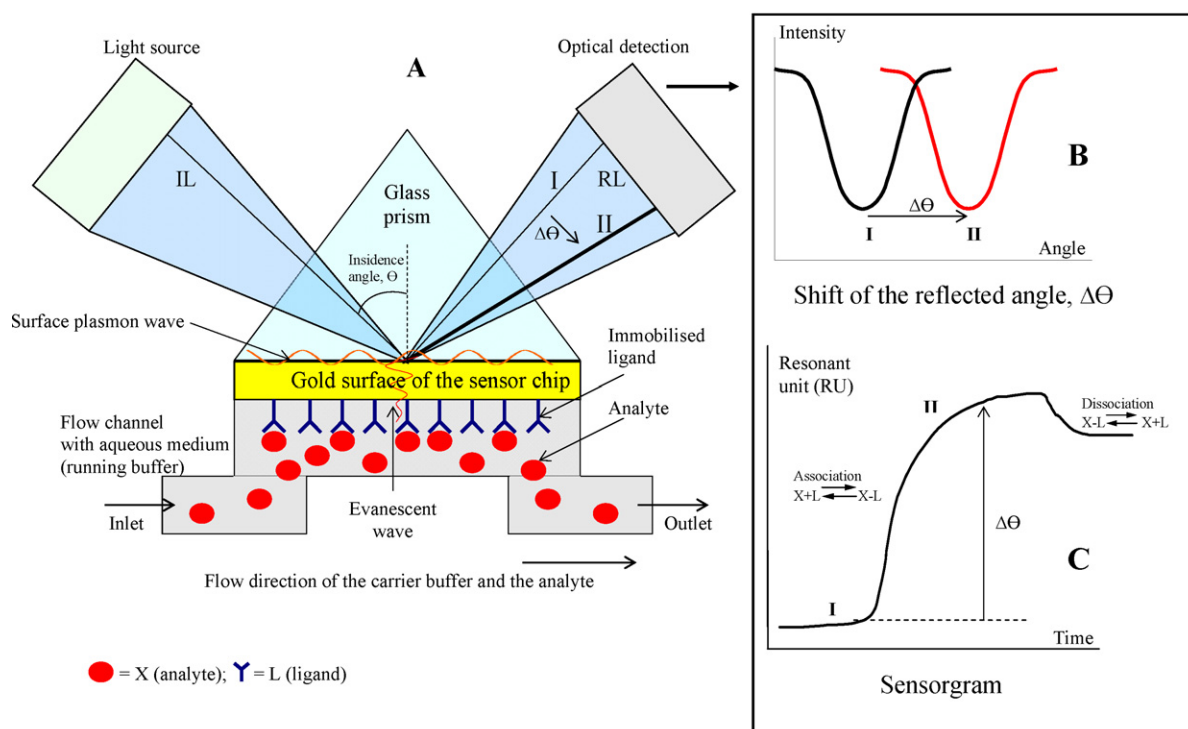 Light source
A
Optical detection
IL
I
RL
II
ΔΘ
Glass
prism
Insidence
angle, Θ
Surface plasmon wave
Immobilised
ligand
Gold surface of the sensor chip
Analyte
Flow channel
with aqueous medium
(running buffer)
Inlet
Evanescent
wave
Outlet
Flow direction of the carrier buffer and the analyte
= X (analyte); = L (ligand)
Intensity
B
ΔΘ
I
II
Angle
Shift of the reflected angle, ΔΘ
Resonant
unit (RU)
II
Dissociation
X-L X+L
Association
X+L X-L
ΔΘ
C
I
Time
Sensorgram